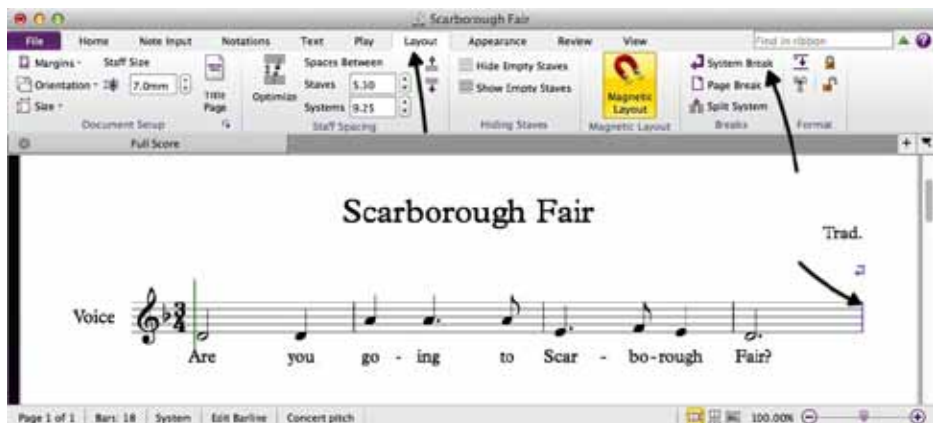 Scarborough Fair
File Home Note Input Notations Text Play Layout Appearance Review View Find in ribbon
Margins Staff Size Spaces Between Hide Empty Staves System Break
Orientation 7.0mm Title Page Optimize Staves 5.10 Show Empty Staves Magnetic Layout Page Break
Size Systems 9.25 Split System
Document Setup Staff Spacing Hiding Staves Magnetic Layout Breaks Format
Full Score
Scarborough Fair
Trad.
Voice 3 4
Are you go - ing to Scar - bo - rough Fair?
Page 1 of 1 Bars: 18 System Edit Barline Concert pitch 100.00%